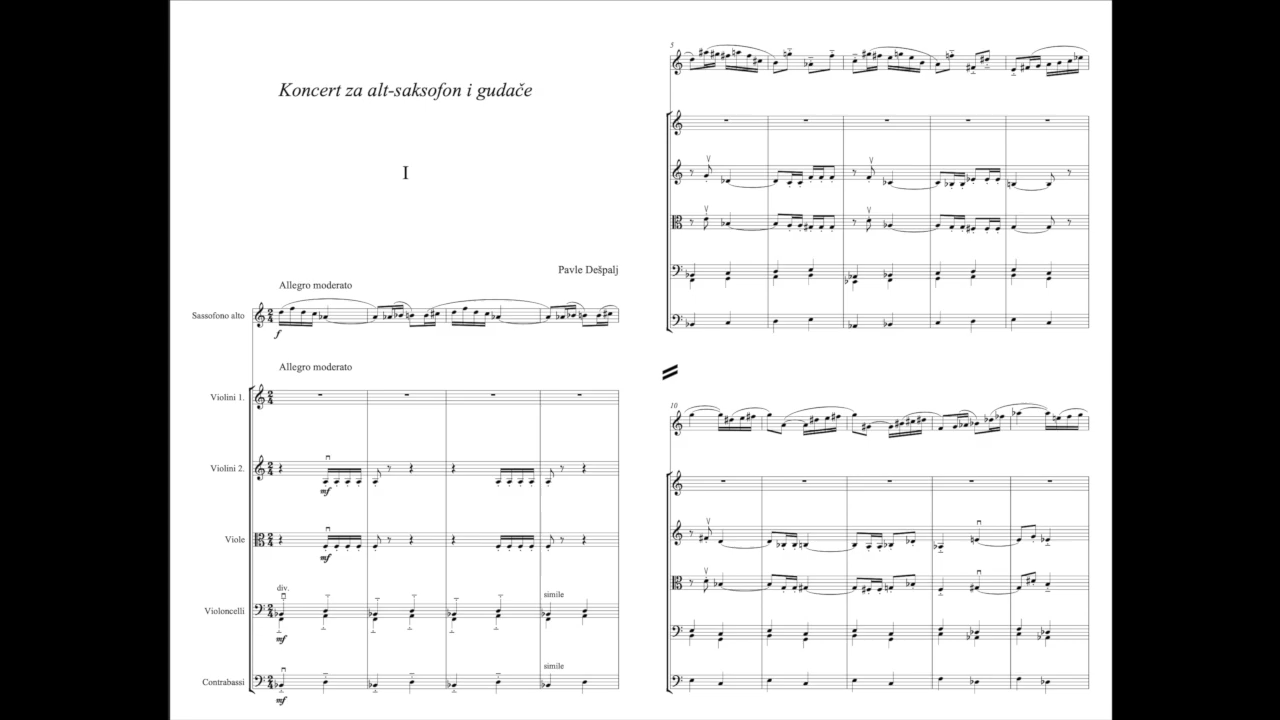 Koncert za alt-saksofon i gudače
I
Pavle Dešpalj
Allegro moderato
Sassofono alto
f
Allegro moderato
Violini 1.
Violini 2.
mf
Viole
mf
div.
simile
Violoncelli
mf
simile
Contrabassi
mf
5
10